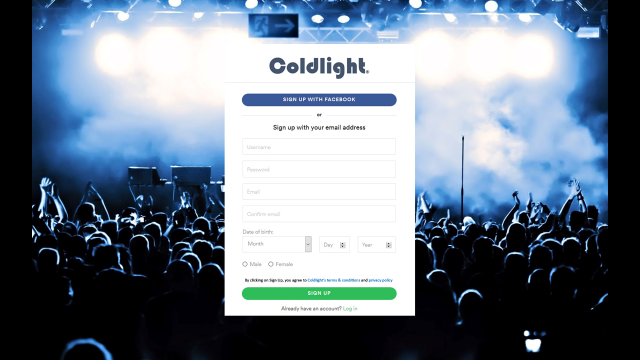 Coldlight.
SIGN UP WITH FACEBOOK
or
Sign up with your email address
Username
Password
Email
Confirm email
Date of birth:
Month Day Year
Male Female
By clicking on Sign Up, you agree to Coldlight's terms & conditions and privacy policy
SIGN UP
Already have an account? Log in